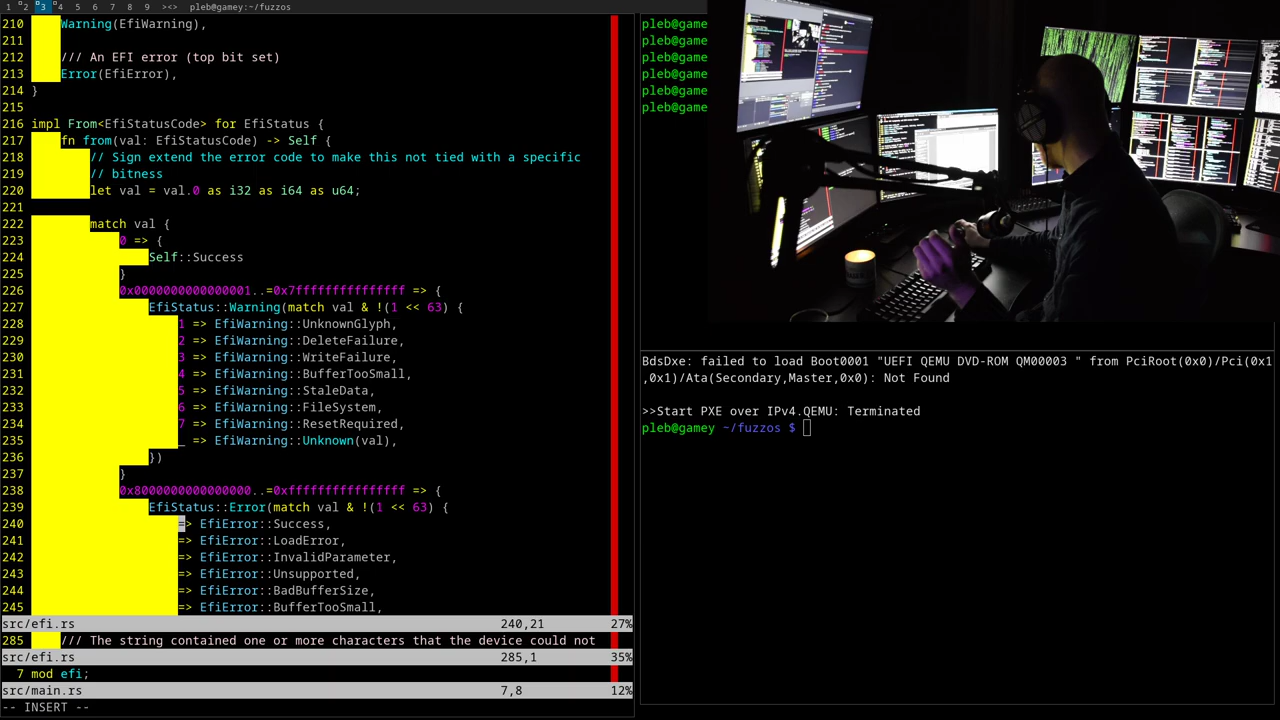 1 2 3 4 5 6 7 8 9 ><> pleb@gamey:~/fuzzos
210 Warning(EfiWarning),
211
212 /// An EFI error (top bit set)
213 Error(EfiError),
214 }
215
216 impl From<EfiStatusCode> for EfiStatus {
217 fn from(val: EfiStatusCode) -> Self {
218 // Sign extend the error code to make this not tied with a specific
219 // bitness
220 let val = val.0 as i32 as i64 as u64;
221
222 match val {
223 0 => {
224 Self::Success
225 }
226 0x0000000000000001..=0x7fffffffffffffff => {
227 EfiStatus::Warning(match val & !(1 << 63) {
228 1 => EfiWarning::UnknownGlyph,
229 2 => EfiWarning::DeleteFailure,
230 3 => EfiWarning::WriteFailure,
231 4 => EfiWarning::BufferTooSmall,
232 5 => EfiWarning::StaleData,
233 6 => EfiWarning::FileSystem,
234 7 => EfiWarning::ResetRequired,
235 _ => EfiWarning::Unknown(val),
236 })
237 }
238 0x8000000000000000..=0xffffffffffffffff => {
239 EfiStatus::Error(match val & !(1 << 63) {
240 => EfiError::Success,
241 => EfiError::LoadError,
242 => EfiError::InvalidParameter,
243 => EfiError::Unsupported,
244 => EfiError::BadBufferSize,
245 => EfiError::BufferTooSmall,
src/efi.rs 240,21 27%
285 /// The string contained one or more characters that the device could not
src/efi.rs 285,1 35%
7 mod efi;
src/main.rs 7,8 12%
-- INSERT --
pleb@game
pleb@game
pleb@game
pleb@game
pleb@game
pleb@game
BdsDxe: failed to load Boot0001 "UEFI QEMU DVD-ROM QM00003 " from PciRoot(0x0)/Pci(0x1
,0x1)/Ata(Secondary,Master,0x0): Not Found
>>Start PXE over IPv4.QEMU: Terminated
pleb@gamey ~/fuzzos $